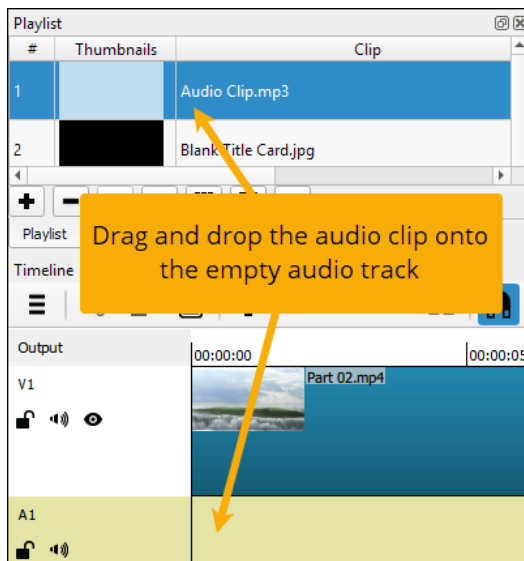 Playlist
# Thumbnails Clip
1 Audio Clip.mp3
2 Blank Title Card.jpg
Playlist
Drag and drop the audio clip onto
the empty audio track
Timeline
Output 00:00:00 00:00:05
V1 Part 02.mp4
A1